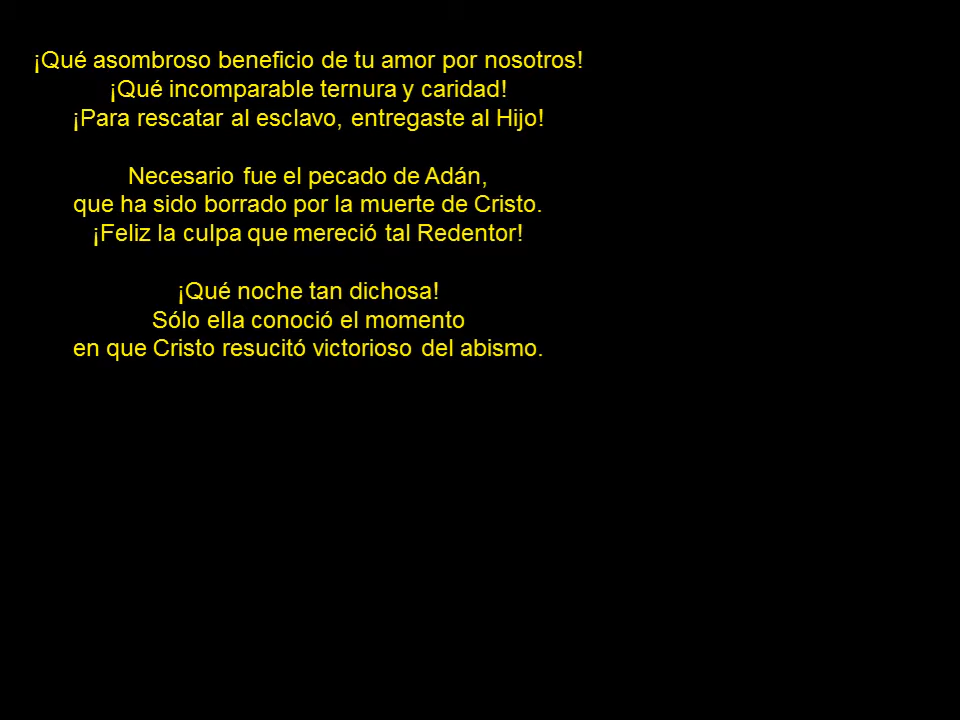 ¡Qué asombroso beneficio de tu amor por nosotros!
¡Qué incomparable ternura y caridad!
¡Para rescatar al esclavo, entregaste al Hijo!

Necesario fue el pecado de Adán,
que ha sido borrado por la muerte de Cristo.
¡Feliz la culpa que mereció tal Redentor!

¡Qué noche tan dichosa!
Sólo ella conoció el momento
en que Cristo resucitó victorioso del abismo.